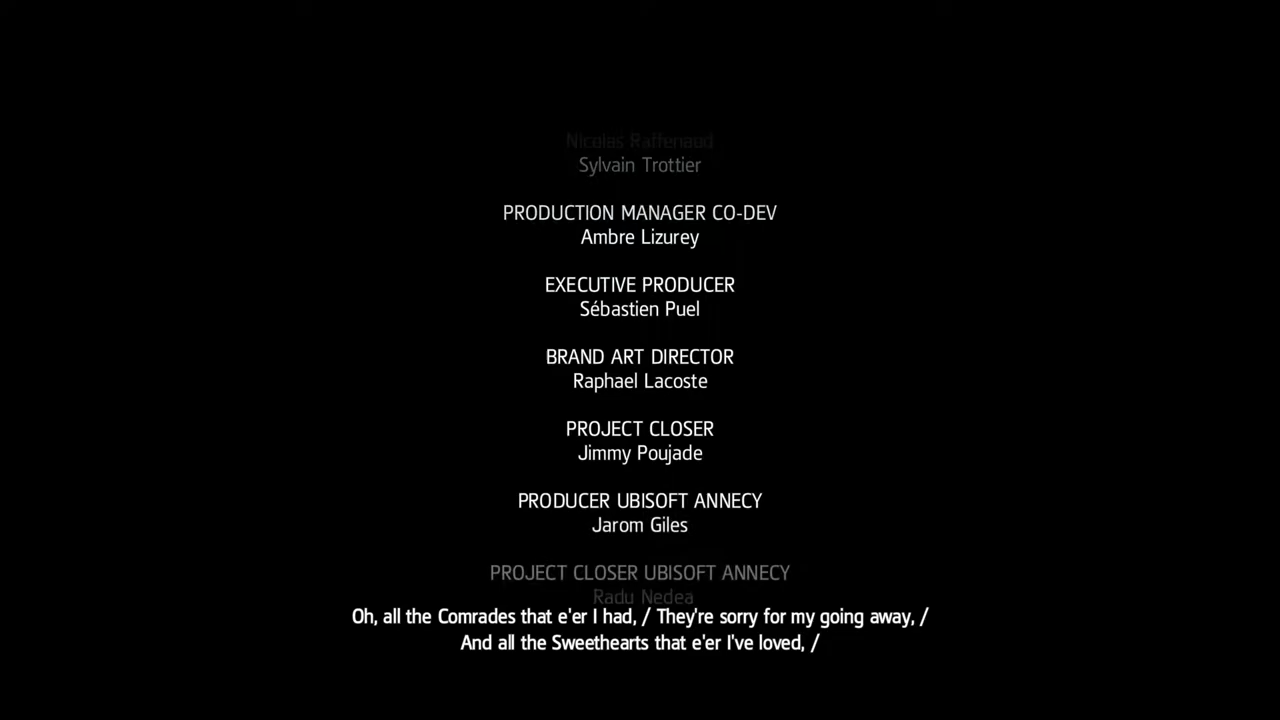 Nicolas Raffenaud
Sylvain Trottier
PRODUCTION MANAGER CO-DEV
Ambre Lizurey
EXECUTIVE PRODUCER
Sébastien Puel
BRAND ART DIRECTOR
Raphael Lacoste
PROJECT CLOSER
Jimmy Poujade
PRODUCER UBISOFT ANNECY
Jarom Giles
PROJECT CLOSER UBISOFT ANNECY
Radu Nedea
Oh, all the Comrades that e'er I had, / They're sorry for my going away, /
And all the Sweethearts that e'er I've loved, /